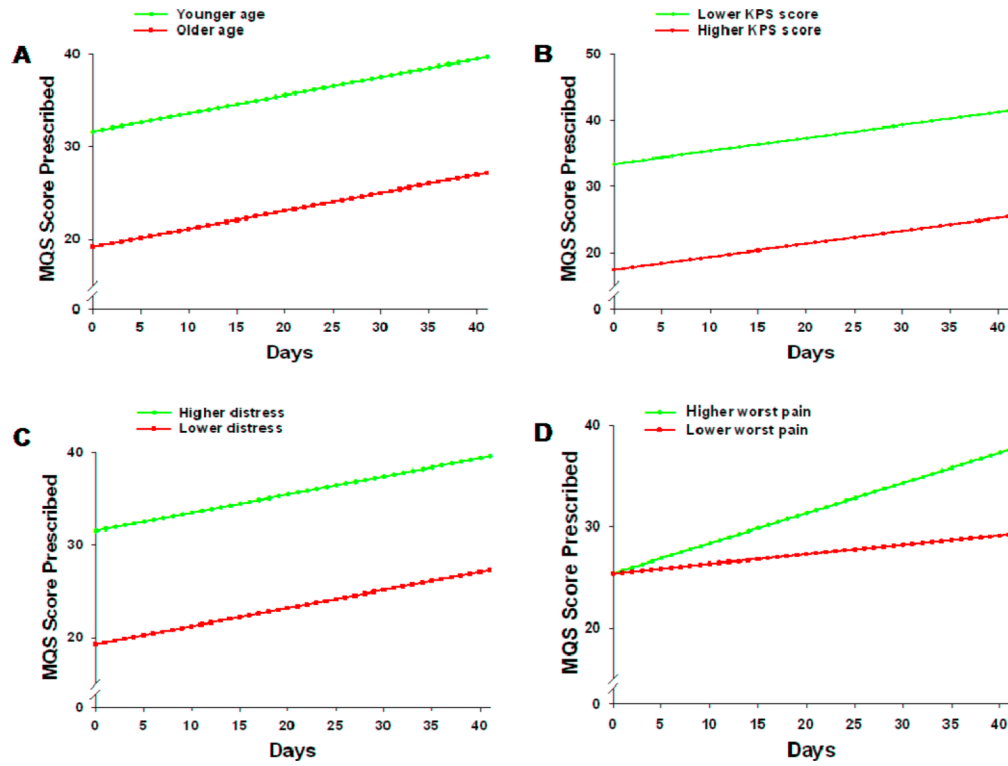 Younger age
Older age
A
MQS Score Prescribed
40
30
20
0
0 5 10 15 20 25 30 35 40
Days
Lower KPS score
Higher KPS score
B
MQS Score Prescribed
50
40
30
20
0
0 5 10 15 20 25 30 35 40
Days
Higher distress
Lower distress
C
MQS Score Prescribed
40
30
20
0
0 5 10 15 20 25 30 35 40
Days
Higher worst pain
Lower worst pain
D
MQS Score Prescribed
40
30
20
0
0 5 10 15 20 25 30 35 40
Days